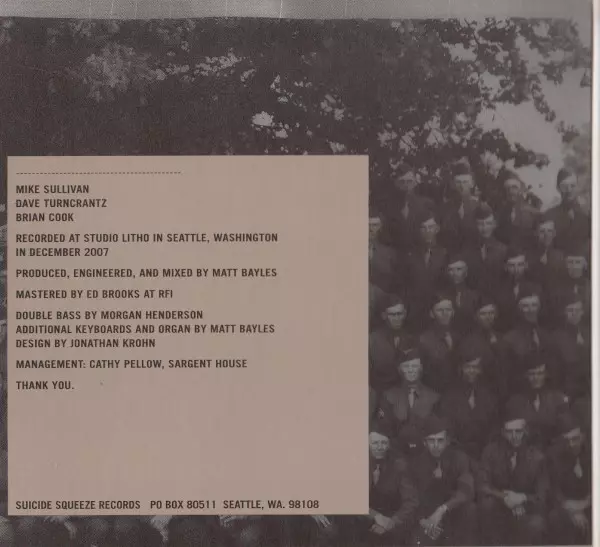 MIKE SULLIVAN
DAVE TURNCRANTZ
BRIAN COOK
RECORDED AT STUDIO LITHO IN SEATTLE, WASHINGTON
IN DECEMBER 2007
PRODUCED, ENGINEERED, AND MIXED BY MATT BAYLES
MASTERED BY ED BROOKS AT RFI
DOUBLE BASS BY MORGAN HENDERSON
ADDITIONAL KEYBOARDS AND ORGAN BY MATT BAYLES
DESIGN BY JONATHAN KROHN
MANAGEMENT: CATHY PELLOW, SARGENT HOUSE
THANK YOU.
SUICIDE SQUEEZE RECORDS PO BOX 80511 SEATTLE, WA. 98108